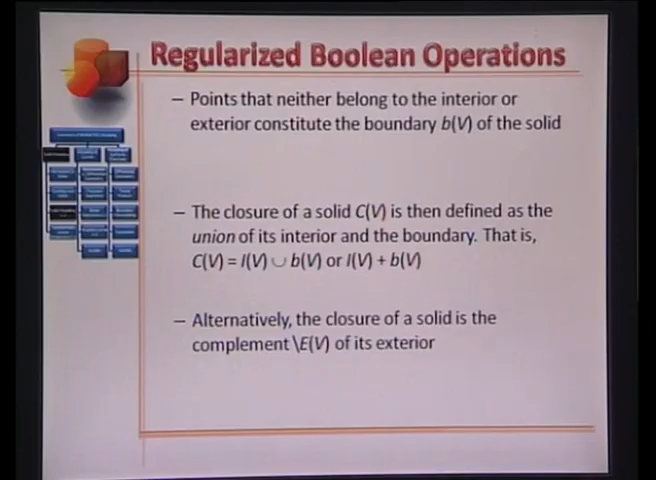 Regularized Boolean Operations
– Points that neither belong to the interior or
exterior constitute the boundary b(V) of the solid
– The closure of a solid C(V) is then defined as the
union of its interior and the boundary. That is,
C(V) = I(V) ∪ b(V) or I(V) + b(V)
– Alternatively, the closure of a solid is the
complement \E(V) of its exterior